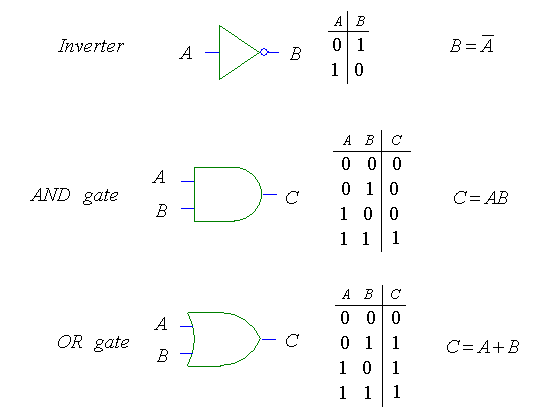 A B
Inverter A B 0 1 B = A̅
1 0
A B C
0 0 0
A 0 1 0
AND gate C C = AB
B 1 0 0
1 1 1
A B C
0 0 0
A 0 1 1
OR gate C C = A + B
B 1 0 1
1 1 1